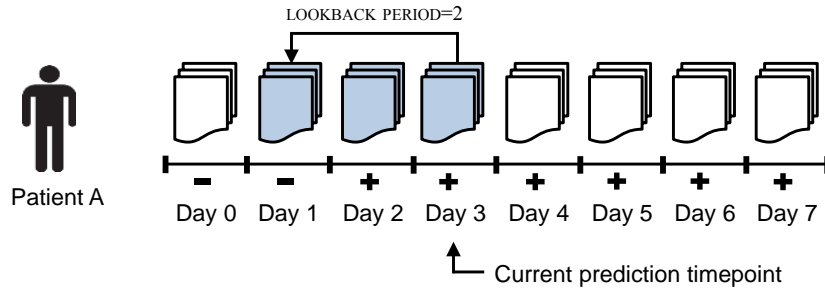 LOOKBACK PERIOD=2
– – + + + + + +
Patient A
Day 0 Day 1 Day 2 Day 3 Day 4 Day 5 Day 6 Day 7
Current prediction timepoint